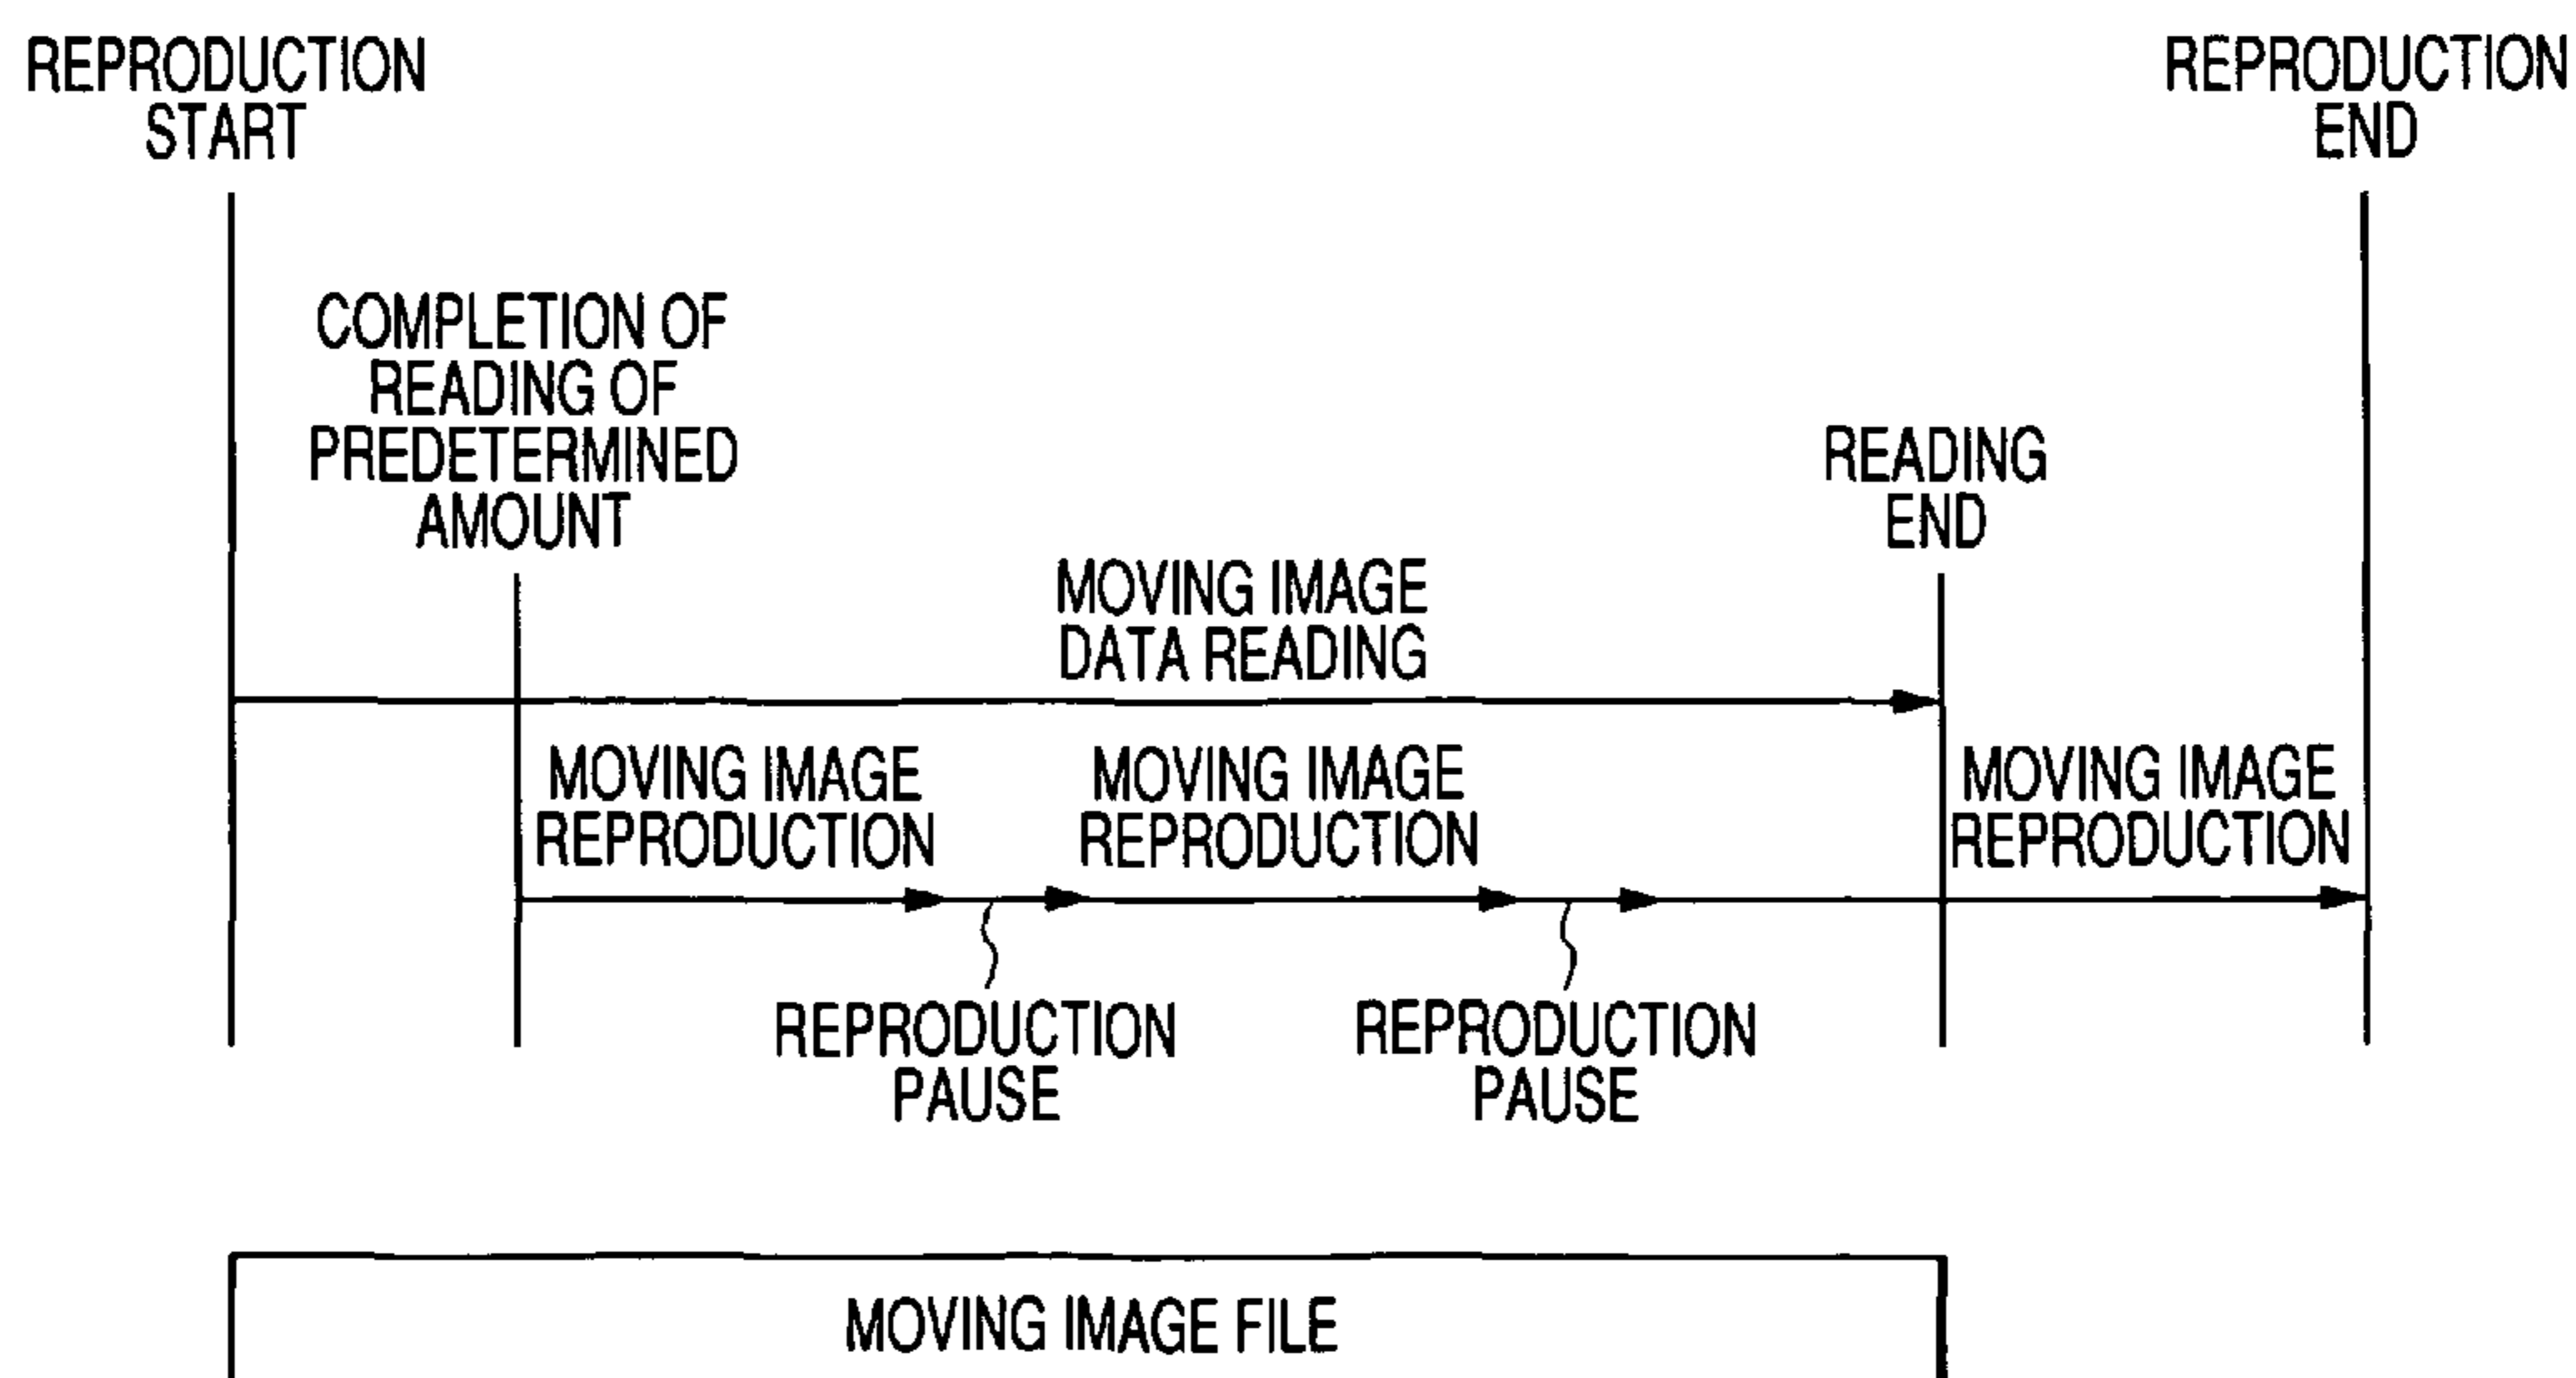 REPRODUCTION
START
REPRODUCTION
END
COMPLETION OF
READING OF
PREDETERMINED
AMOUNT
READING
END
MOVING IMAGE
DATA READING
MOVING IMAGE
REPRODUCTION
MOVING IMAGE
REPRODUCTION
MOVING IMAGE
REPRODUCTION
REPRODUCTION
PAUSE
REPRODUCTION
PAUSE
MOVING IMAGE FILE